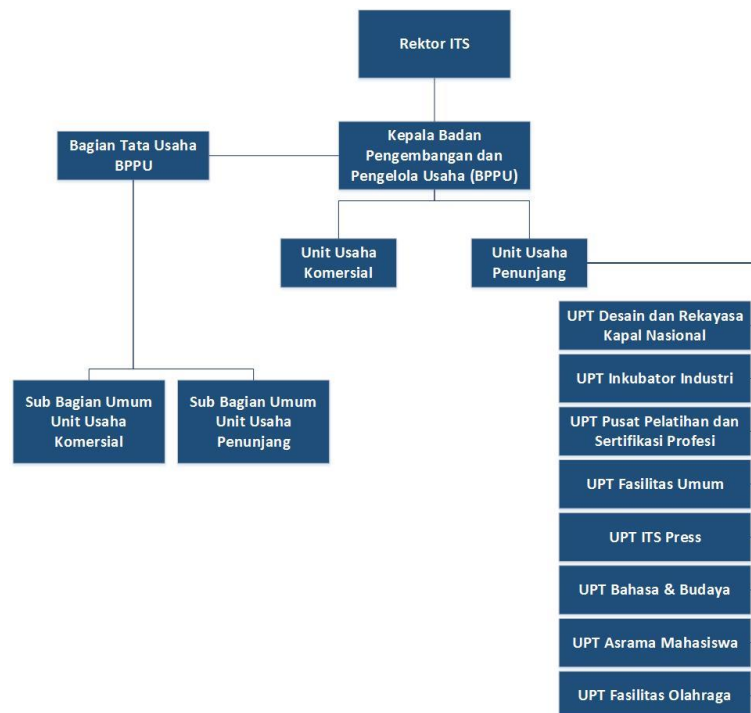 Rektor ITS
Bagian Tata Usaha
BPPU
Kepala Badan
Pengembangan dan
Pengelola Usaha (BPPU)
Unit Usaha
Komersial
Unit Usaha
Penunjang
UPT Desain dan Rekayasa
Kapal Nasional
UPT Inkubator Industri
Sub Bagian Umum
Unit Usaha
Komersial
Sub Bagian Umum
Unit Usaha
Penunjang
UPT Pusat Pelatihan dan
Sertifikasi Profesi
UPT Fasilitas Umum
UPT ITS Press
UPT Bahasa & Budaya
UPT Asrama Mahasiswa
UPT Fasilitas Olahraga